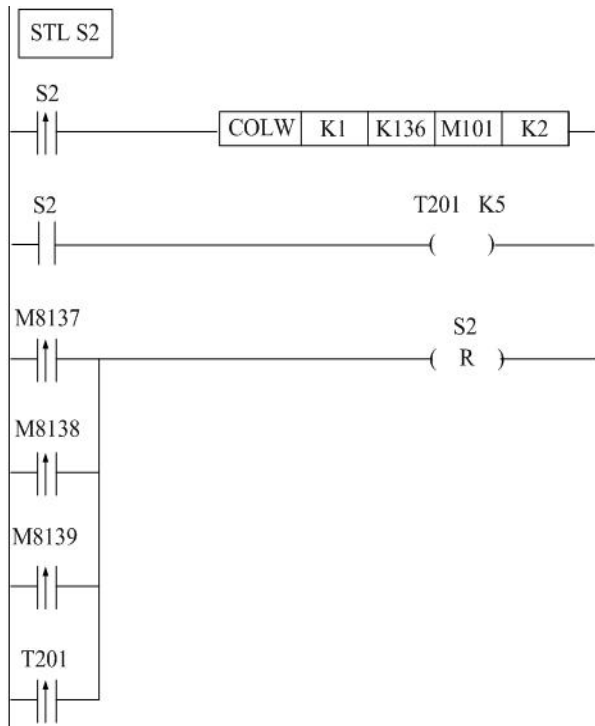 STL S2
S2
COLW K1 K136 M101 K2
S2
T201 K5
( )
M8137
S2
( R )
M8138
M8139
T201